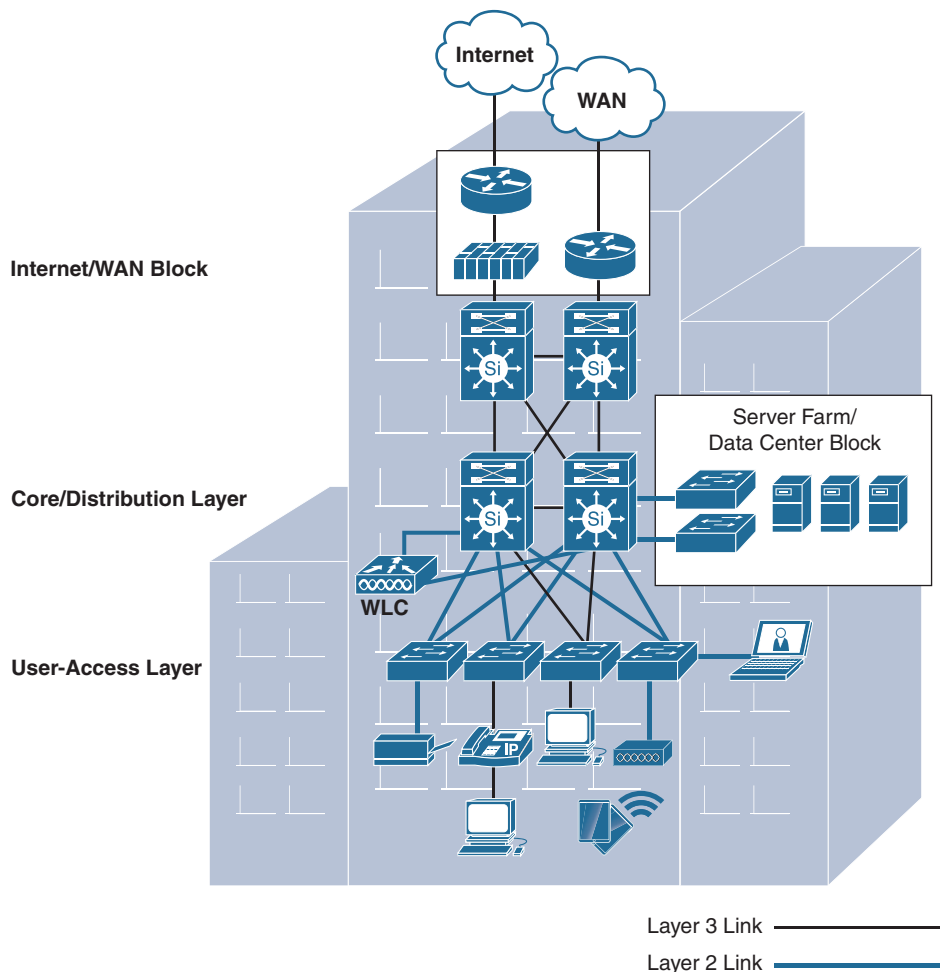 Internet
WAN
Internet/WAN Block
Si
Si
Server Farm/
Data Center Block
Core/Distribution Layer
Si
Si
WLC
User-Access Layer
IP
Layer 3 Link
Layer 2 Link